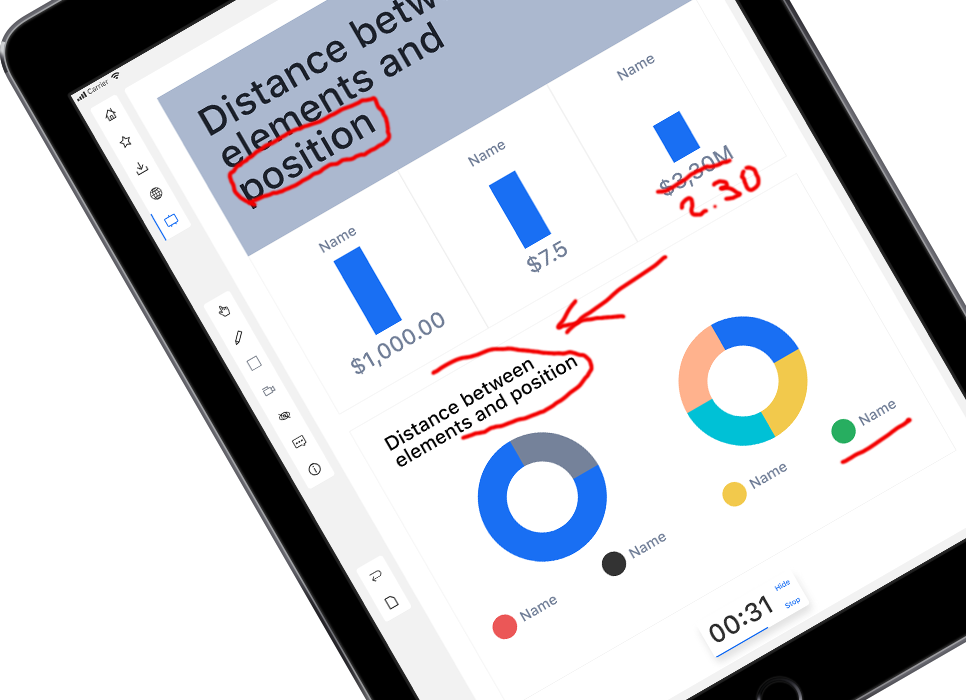 Carrier
Distance betw
elements and
position
Name
$1,000.00
Name
$7.5
Name
$3,30M
2.30
Distance between
elements and position
Name
Name
Name
Name
00:31
Hide
Stop